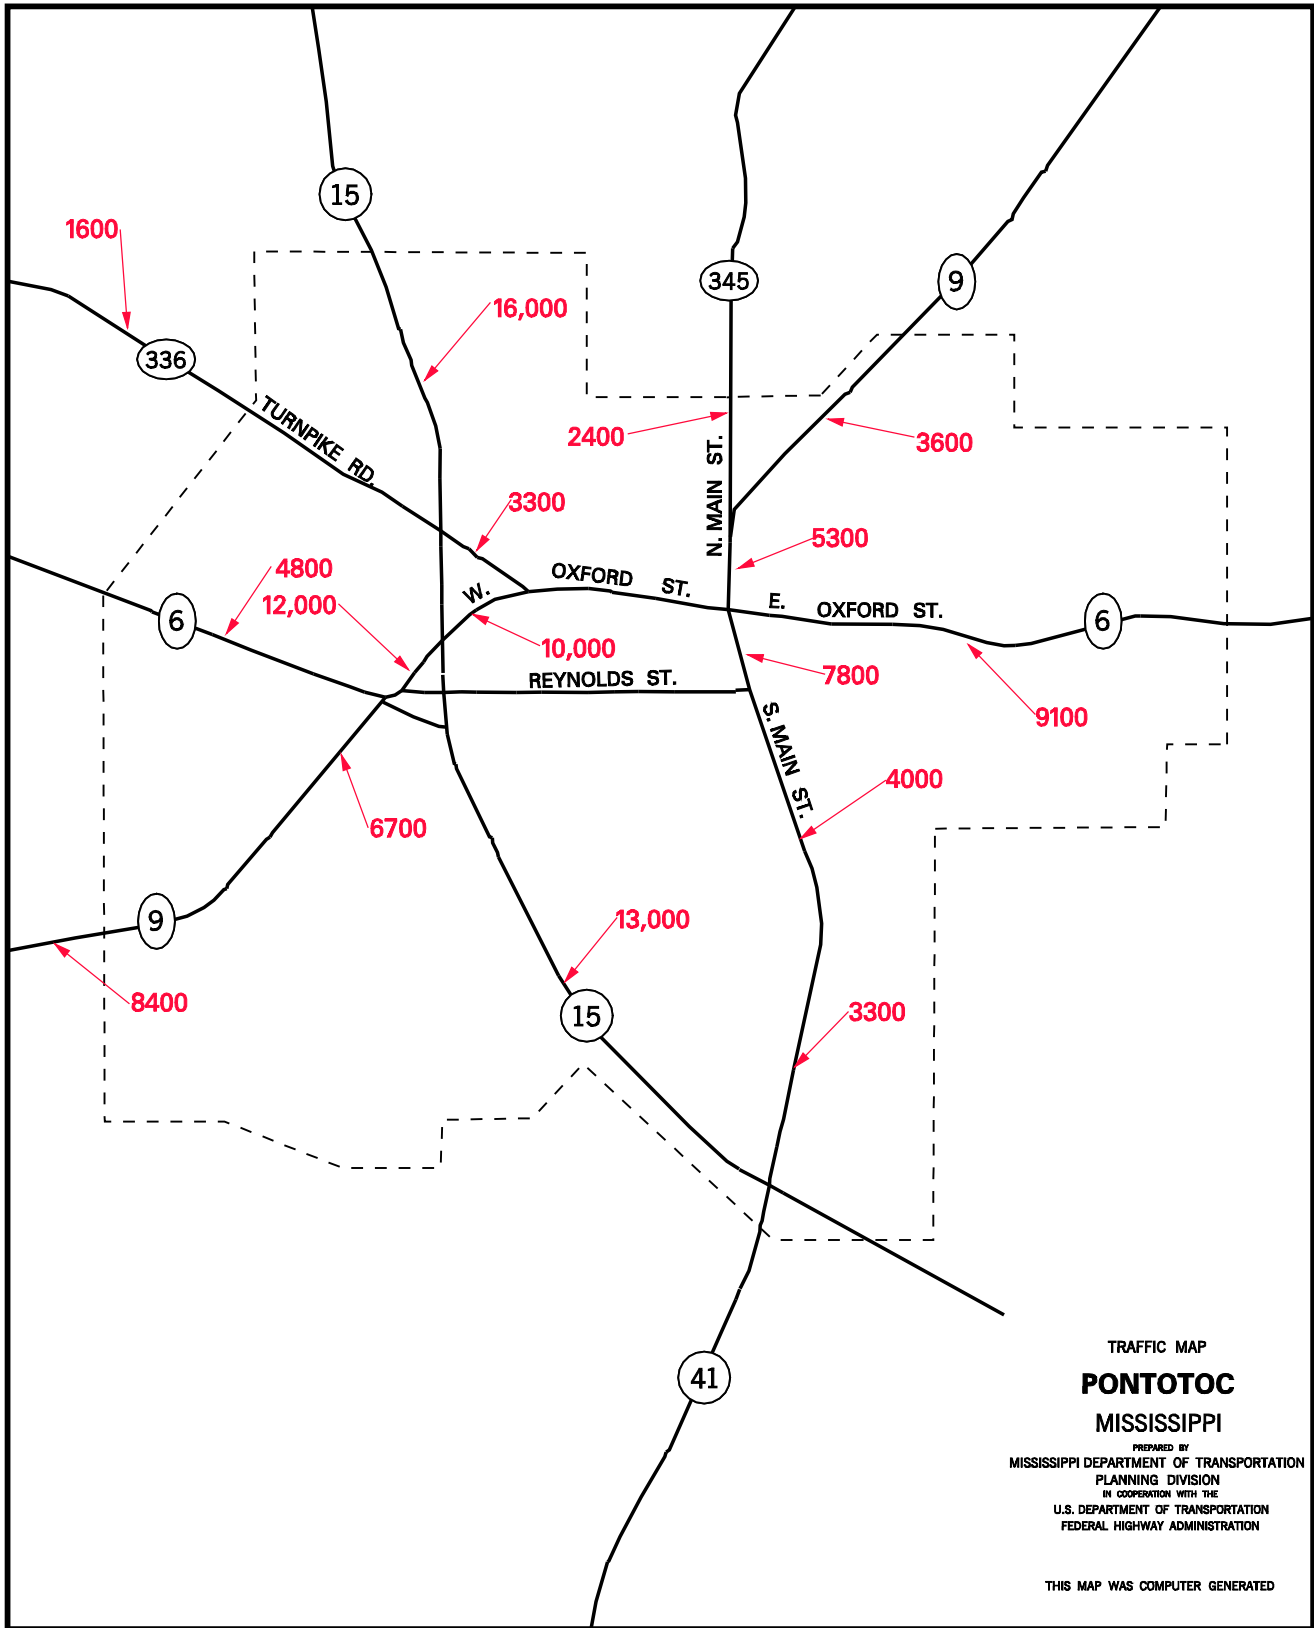 15
1600
345
9
16,000
336
TURNPIKE RD.
2400
N. MAIN ST.
3600
3300
5300
4800
OXFORD ST.
W.
12,000
E.
OXFORD ST.
6
6
10,000
REYNOLDS ST.
7800
9100
S. MAIN ST.
4000
6700
9
13,000
8400
15
3300
41
TRAFFIC MAP
PONTOTOC
MISSISSIPPI
PREPARED BY
MISSISSIPPI DEPARTMENT OF TRANSPORTATION
PLANNING DIVISION
IN COOPERATION WITH THE
U.S. DEPARTMENT OF TRANSPORTATION
FEDERAL HIGHWAY ADMINISTRATION
THIS MAP WAS COMPUTER GENERATED